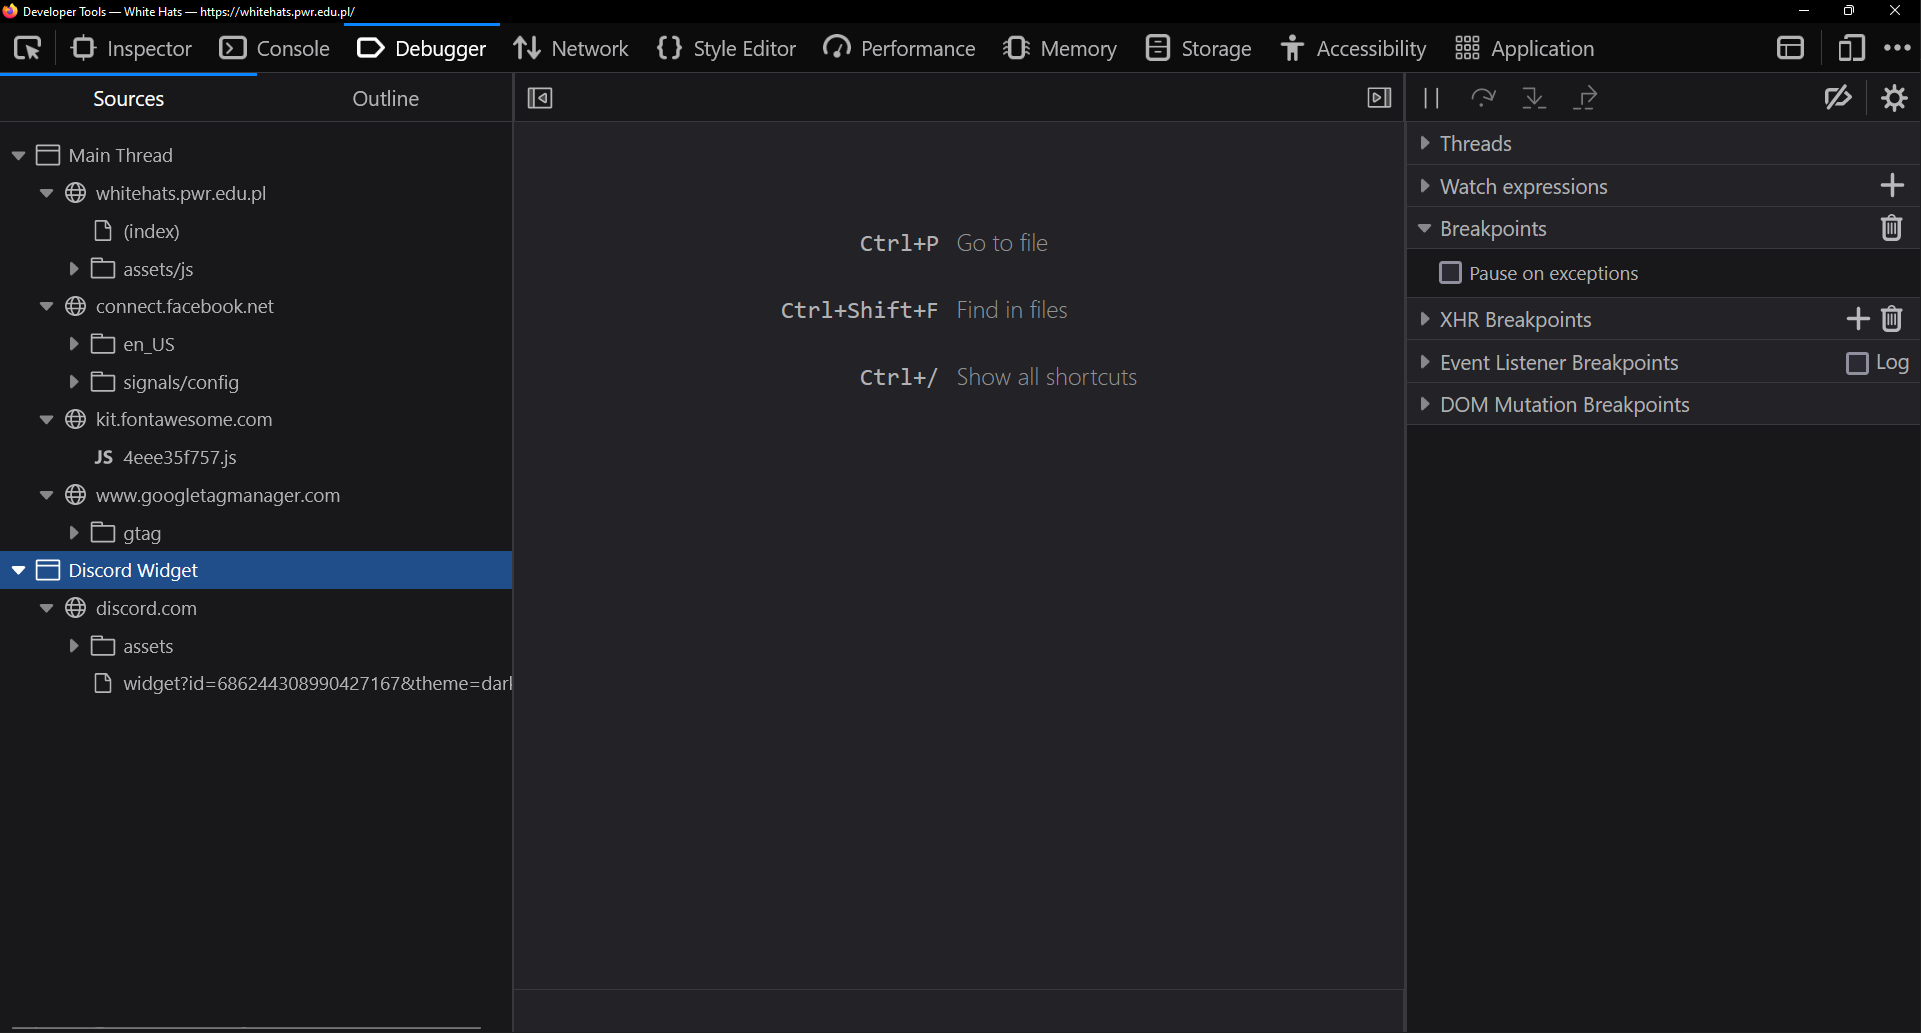 Developer Tools — White Hats — https://whitehats.pwr.edu.pl/
Inspector Console Debugger Network Style Editor Performance Memory Storage Accessibility Application
Sources Outline
Main Thread
whitehats.pwr.edu.pl
(index)
assets/js
connect.facebook.net
en_US
signals/config
kit.fontawesome.com
JS 4eee35f757.js
www.googletagmanager.com
gtag
Discord Widget
discord.com
assets
widget?id=686244308990427167&theme=dark
Ctrl+P Go to file
Ctrl+Shift+F Find in files
Ctrl+/ Show all shortcuts
Threads
Watch expressions
Breakpoints
Pause on exceptions
XHR Breakpoints
Event Listener Breakpoints Log
DOM Mutation Breakpoints